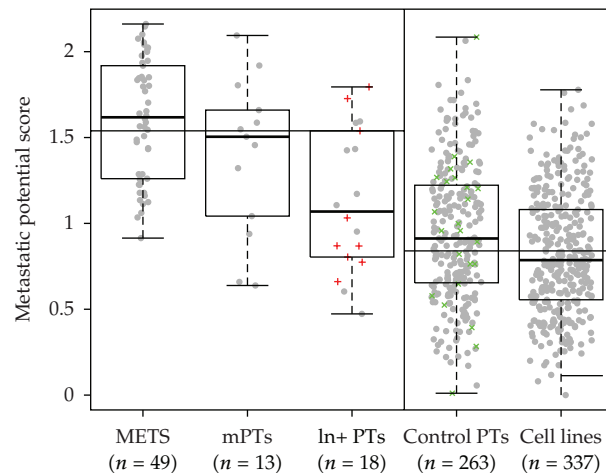 Metastatic potential score
2
1.5
1
0.5
0
METS mPTs ln+ PTs Control PTs Cell lines
(n = 49) (n = 13) (n = 18) (n = 263) (n = 337)